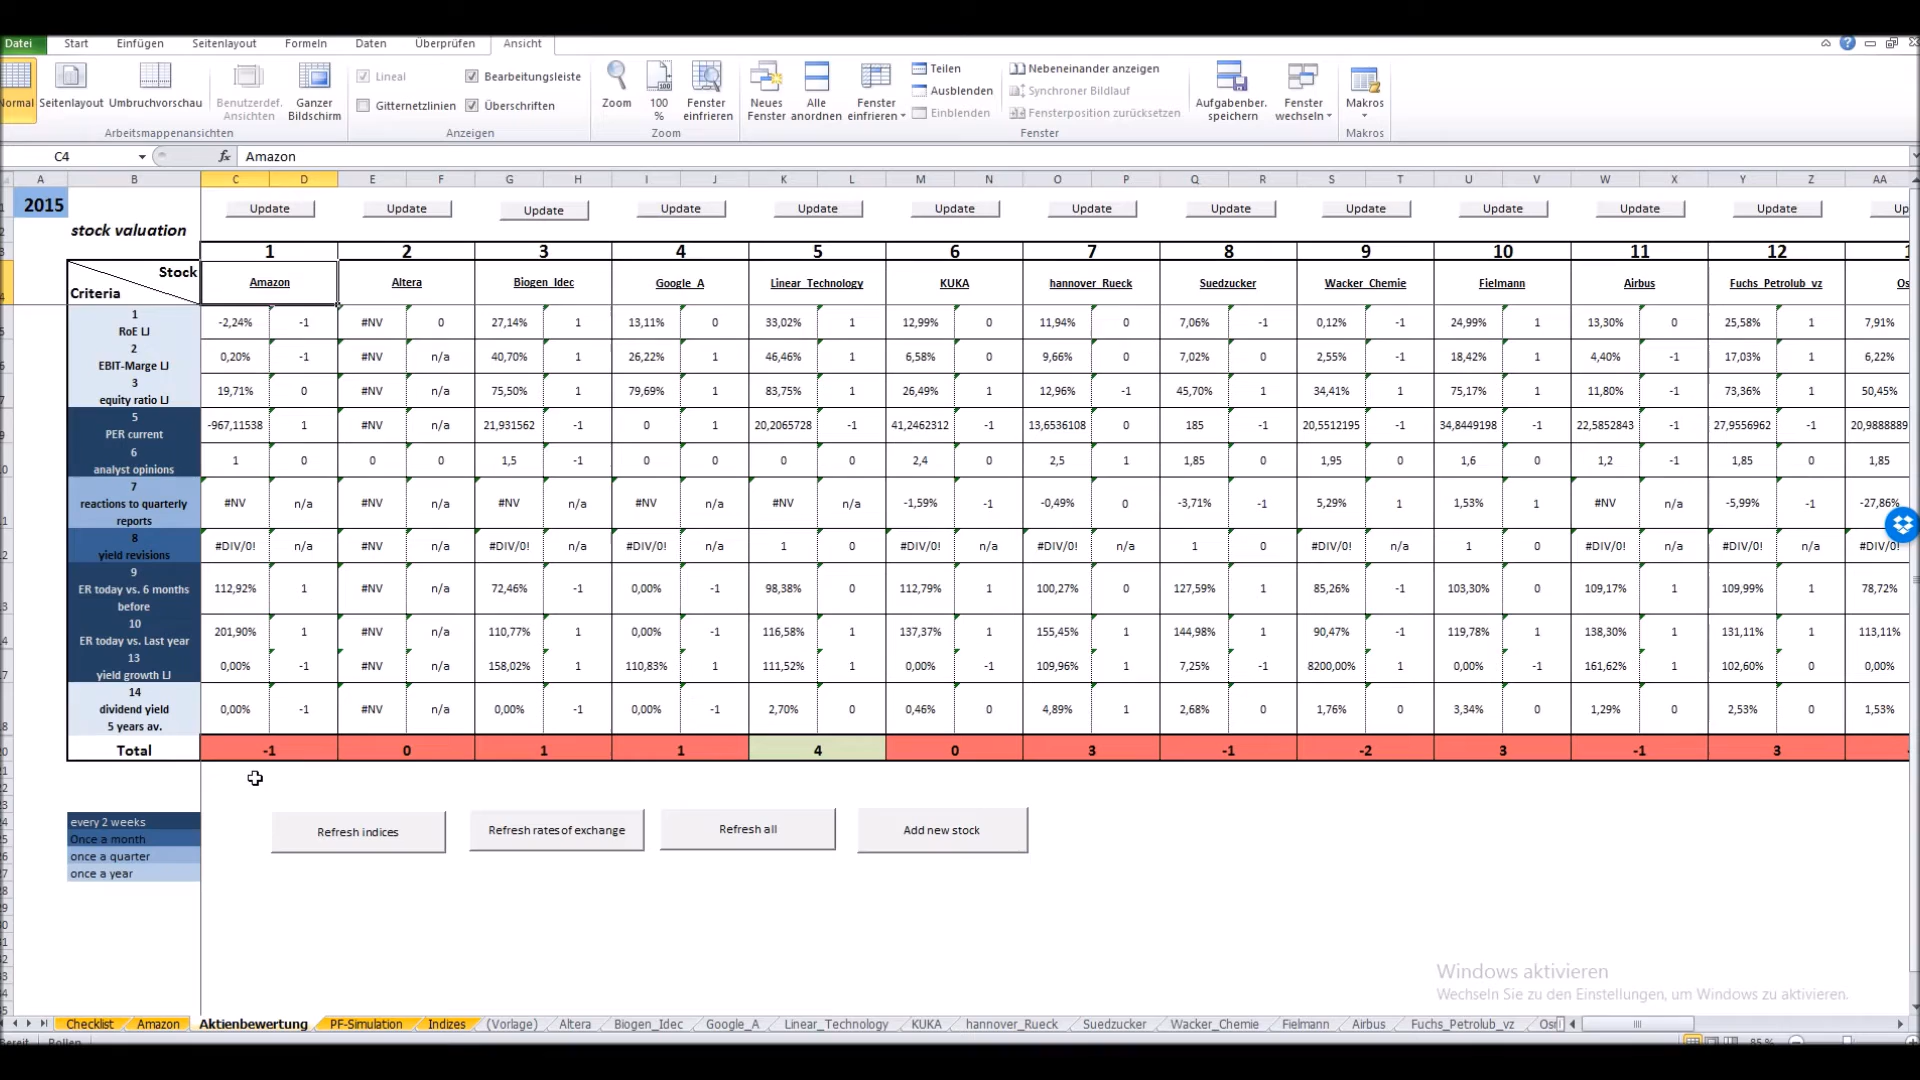 Datei Start Einfügen Seitenlayout Formeln Daten Überprüfen Ansicht
Normal Seitenlayout Umbruchvorschau Benutzerdef. Ansichten Ganzer Bildschirm
Arbeitsmappenansichten
Lineal Bearbeitungsleiste
Gitternetzlinien Überschriften
Anzeigen
Zoom 100 % Fenster einfrieren
Zoom
Neues Fenster Alle anordnen Fenster einfrieren
Teilen Nebeneinander anzeigen
Ausblenden Synchroner Bildlauf
Einblenden Fensterposition zurücksetzen
Aufgabenber. speichern Fenster wechseln
Fenster
Makros
Makros
C4 fx Amazon
A B C D E F G H I J K L M N O P Q R S T U V W X Y Z AA
2015 Update Update Update Update Update Update Update Update Update Update Update Update
stock valuation
1 2 3 4 5 6 7 8 9 10 11 12
Stock
Criteria
Amazon Altera Biogen_Idec Google_A Linear_Technology KUKA hannover_Rueck Suedzucker Wacker_Chemie Fielmann Airbus Fuchs_Petrolub_vz
1
RoE LJ -2,24% -1 #NV 0 27,14% 1 13,11% 0 33,02% 1 12,99% 0 11,94% 0 7,06% -1 0,12% -1 24,99% 1 13,30% 0 25,58% 1 7,91%
2
EBIT-Marge LJ 0,20% -1 #NV n/a 40,70% 1 26,22% 1 46,46% 1 6,58% 0 9,66% 0 7,02% 0 2,55% -1 18,42% 1 4,40% -1 17,03% 1 6,22%
3
equity ratio LJ 19,71% 0 #NV n/a 75,50% 1 79,69% 1 83,75% 1 26,49% 1 12,96% -1 45,70% 1 34,41% 1 75,17% 1 11,80% -1 73,36% 1 50,45%
5
PER current -967,11538 1 #NV n/a 21,931562 -1 0 1 20,2065728 -1 41,2462312 -1 13,6536108 0 185 -1 20,5512195 -1 34,8449198 -1 22,5852843 -1 27,9556962 -1 20,9888889
6
analyst opinions 1 0 0 0 1,5 -1 0 0 0 0 2,4 0 2,5 1 1,85 0 1,95 0 1,6 0 1,2 -1 1,85 0 1,85
7
reactions to quarterly reports #NV n/a #NV n/a #NV n/a #NV n/a #NV n/a -1,59% -1 -0,49% 0 -3,71% -1 5,29% 1 1,53% 1 #NV n/a -5,99% -1 -27,86%
8
yield revisions #DIV/0! n/a #NV n/a #DIV/0! n/a #DIV/0! n/a 1 0 #DIV/0! n/a #DIV/0! n/a 1 0 #DIV/0! n/a 1 0 #DIV/0! n/a #DIV/0! n/a #DIV/0!
9
ER today vs. 6 months before 112,92% 1 #NV n/a 72,46% -1 0,00% -1 98,38% 0 112,79% 1 100,27% 0 127,59% 1 85,26% -1 103,30% 0 109,17% 1 109,99% 1 78,72%
10
ER today vs. Last year 201,90% 1 #NV n/a 110,77% 1 0,00% -1 116,58% 1 137,37% 1 155,45% 1 144,98% 1 90,47% -1 119,78% 1 138,30% 1 131,11% 1 113,11%
13
yield growth LJ 0,00% -1 #NV n/a 158,02% 1 110,83% 1 111,52% 1 0,00% -1 109,96% 1 7,25% -1 8200,00% 1 0,00% -1 161,62% 1 102,60% 0 0,00%
14
dividend yield
5 years av. 0,00% -1 #NV n/a 0,00% -1 0,00% -1 2,70% 0 0,46% 0 4,89% 1 2,68% 0 1,76% 0 3,34% 0 1,29% 0 2,53% 0 1,53%
Total -1 0 1 1 4 0 3 -1 -2 3 -1 3
every 2 weeks
Once a month
once a quarter
once a year
Refresh indices Refresh rates of exchange Refresh all Add new stock
Windows aktivieren
Wechseln Sie zu den Einstellungen, um Windows zu aktivieren.
Checklist Amazon Aktienbewertung PF-Simulation Indizes (Vorlage) Altera Biogen_Idec Google_A Linear_Technology KUKA hannover_Rueck Suedzucker Wacker_Chemie Fielmann Airbus Fuchs_Petrolub_vz
85 %